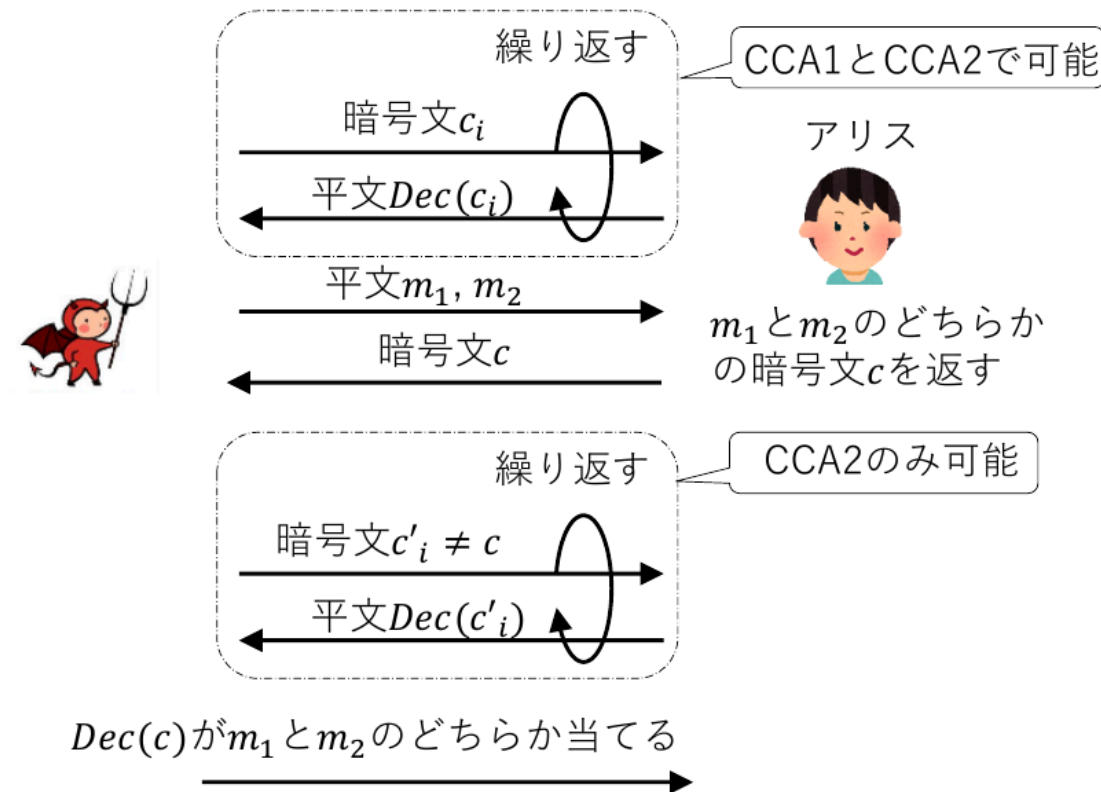 繰り返す
CCA1とCCA2で可能
暗号文c_i
アリス
平文Dec(c_i)
平文m_1, m_2
m_1とm_2のどちらか
の暗号文cを返す
暗号文c
繰り返す
CCA2のみ可能
暗号文c'_i ≠ c
平文Dec(c'_i)
Dec(c)がm_1とm_2のどちらか当てる